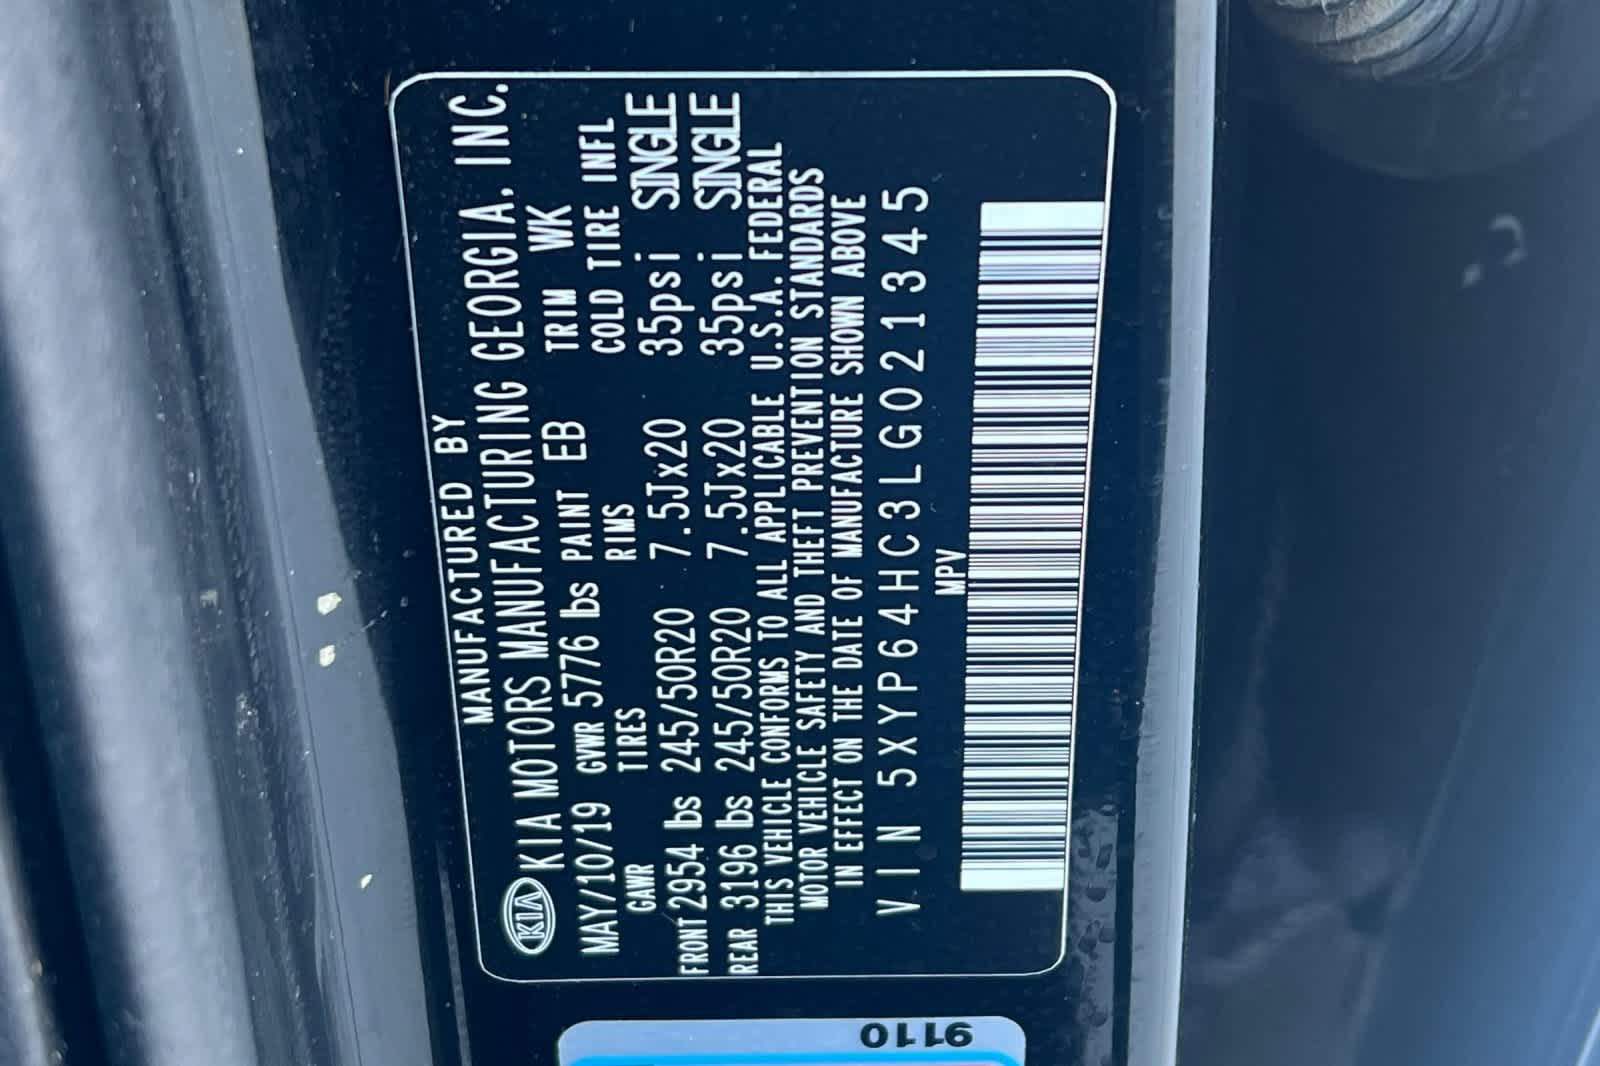 MANUFACTURED BY
KIA KIA MOTORS MANUFACTURING GEORGIA, INC.
MAY/10/19 GVWR 5776 lbs PAINT EB TRIM WK
GAWR TIRES RIMS COLD TIRE INFL
FRONT 2954 lbs 245/50R20 7.5Jx20 35psi SINGLE
REAR 3196 lbs 245/50R20 7.5Jx20 35psi SINGLE
THIS VEHICLE CONFORMS TO ALL APPLICABLE U.S.A. FEDERAL
MOTOR VEHICLE SAFETY AND THEFT PREVENTION STANDARDS
IN EFFECT ON THE DATE OF MANUFACTURE SHOWN ABOVE
V.IN 5XYP64HC3LG021345
MPV
9110